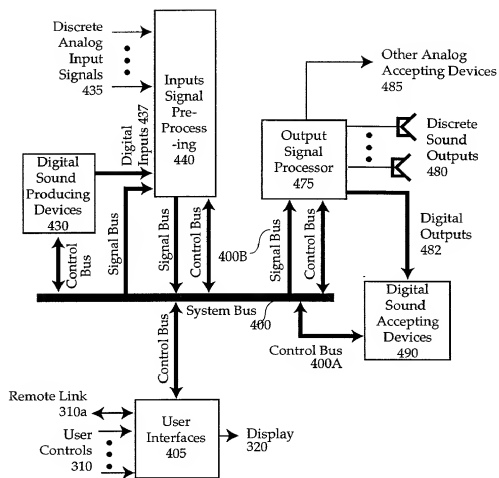 Discrete
Analog
Input
Signals
435
Digital
Inputs 437
Inputs
Signal
Pre-
Process
-ing
440
Other Analog
Accepting Devices
485
Output
Signal
Processor
475
Discrete
Sound
Outputs
480
Digital
Sound
Producing
Devices
430
Control
Bus
Signal Bus
Signal Bus
Control Bus
400B
Signal Bus
Control Bus
Digital
Outputs
482
System Bus
400
Digital
Sound
Accepting
Devices
490
Control Bus
400A
Control Bus
Remote Link
310a
User
Controls
310
User
Interfaces
405
Display
320